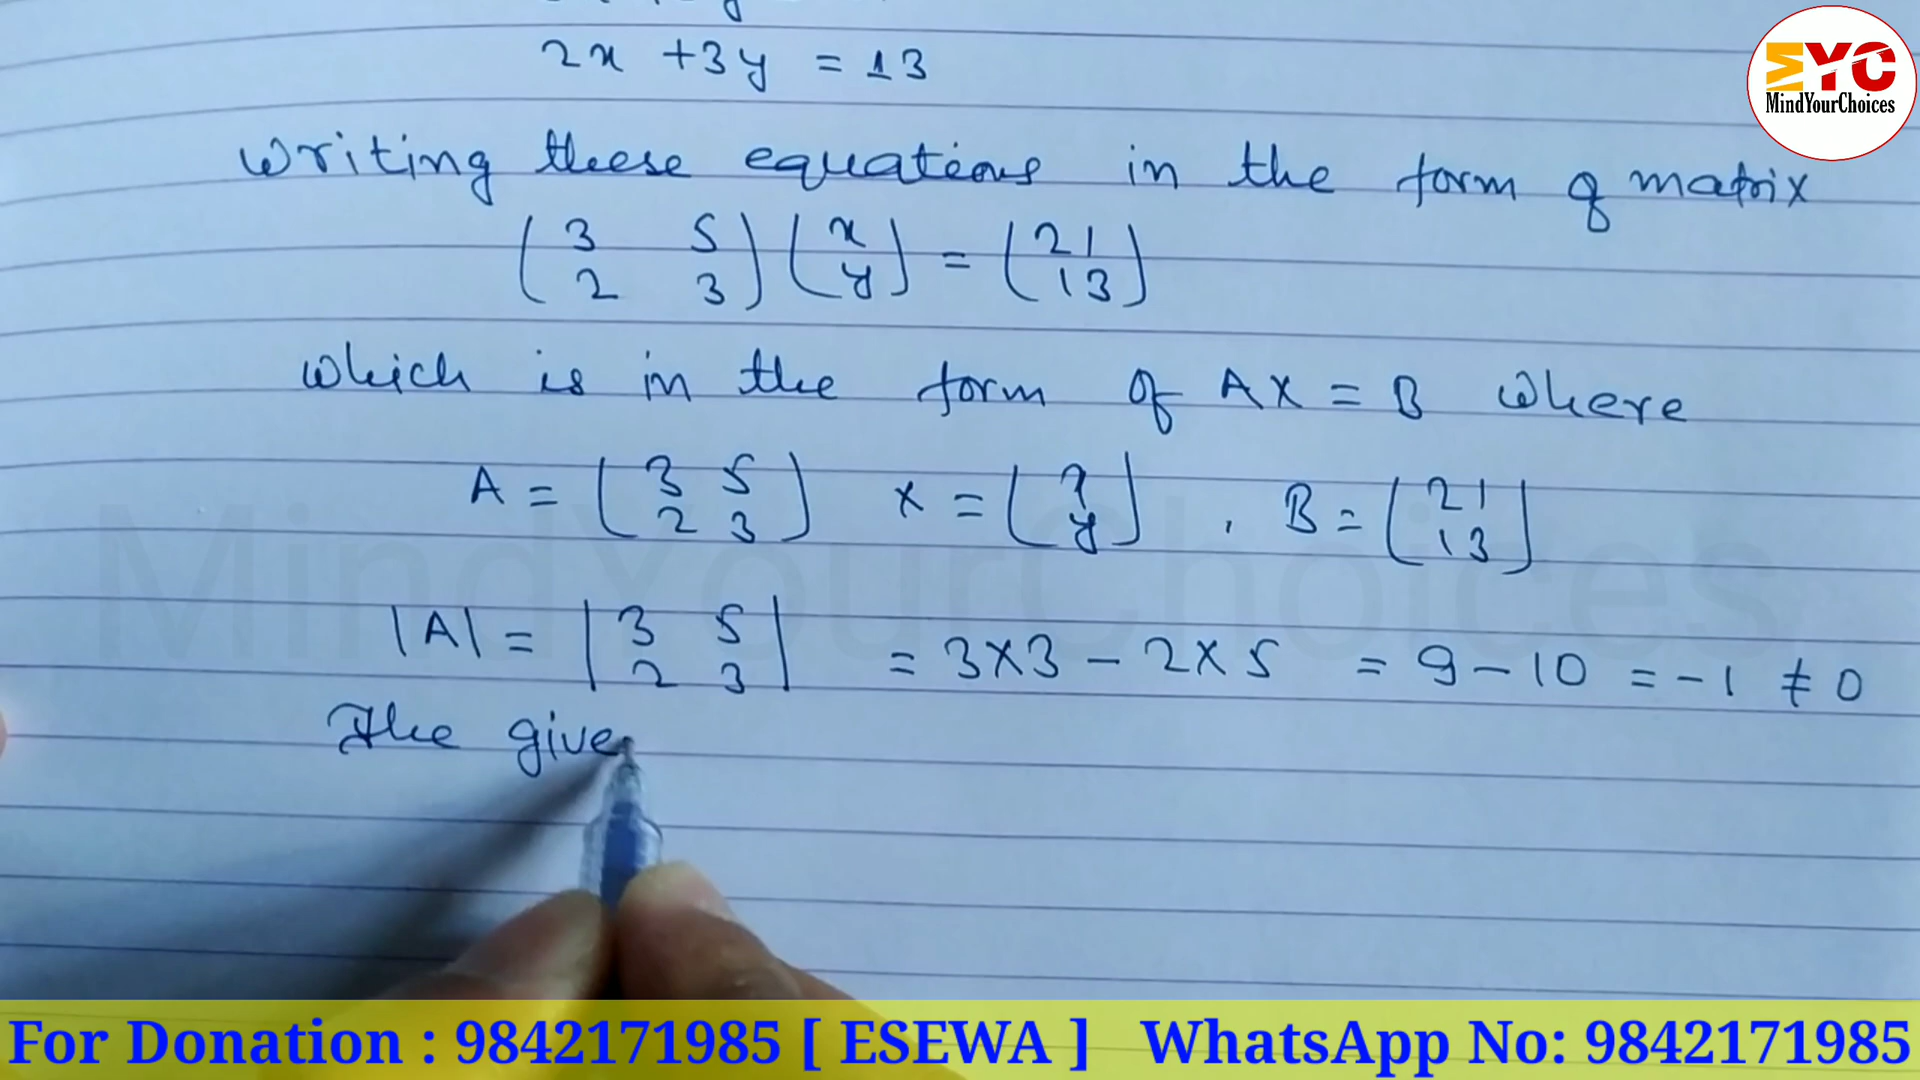 2x + 3y = 13
MYC
MindYourChoices
Writing these equations in the form of matrix
(3 5
2 3) (x
y) = (21
13)
which is in the form of AX = B where
A = (3 5
2 3) X = (x
y) , B = (21
13)
MindYourChoices
|A| = |3 5
2 3| = 3×3 - 2×5 = 9 - 10 = -1 ≠ 0
The give
For Donation : 9842171985 [ ESEWA ] WhatsApp No: 9842171985